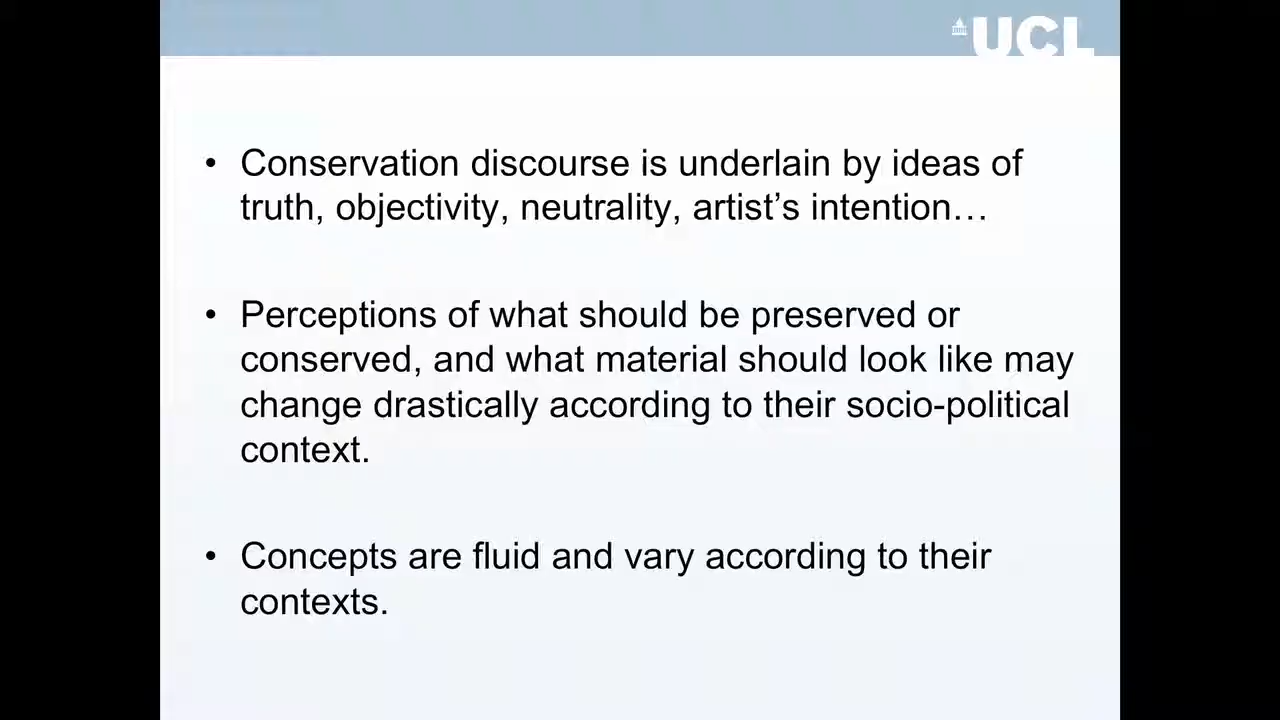 UCL
• Conservation discourse is underlain by ideas of
truth, objectivity, neutrality, artist’s intention…
• Perceptions of what should be preserved or
conserved, and what material should look like may
change drastically according to their socio-political
context.
• Concepts are fluid and vary according to their
contexts.